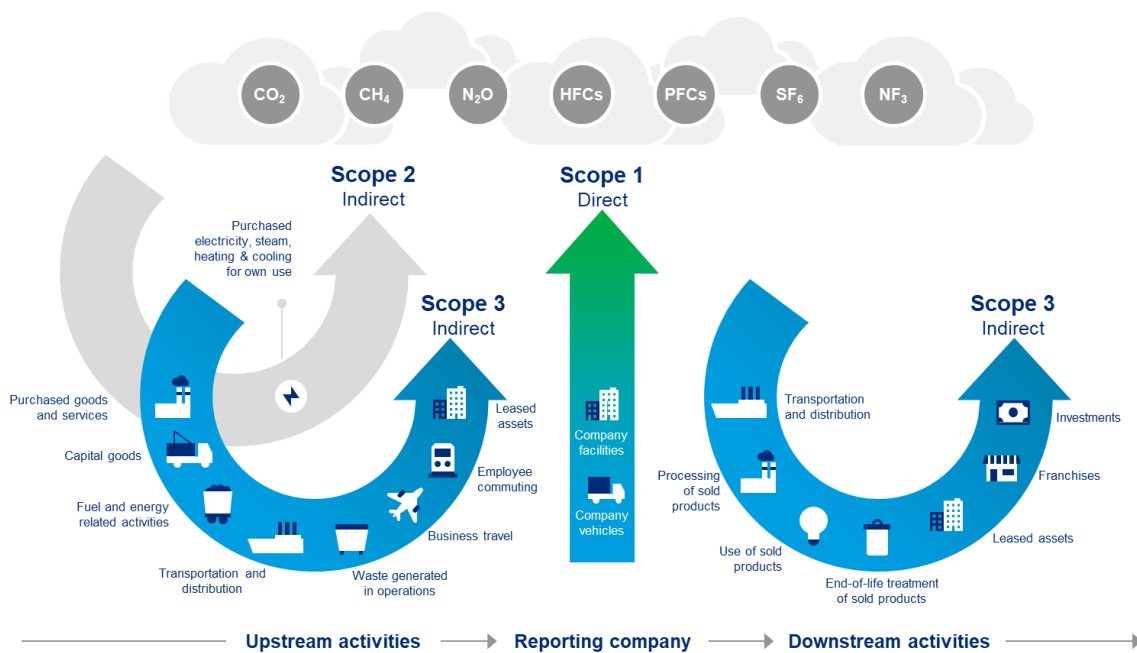 CO₂
CH₄
N₂O
HFCs
PFCs
SF₆
NF₃
Scope 2
Indirect
Purchased
electricity, steam,
heating & cooling
for own use
Scope 3
Indirect
Purchased goods
and services
Capital goods
Fuel and energy
related activities
Transportation and
distribution
Waste generated
in operations
Business travel
Employee
commuting
Leased
assets
Scope 1
Direct
Company
facilities
Company
vehicles
Scope 3
Indirect
Transportation
and distribution
Processing
of sold
products
Use of sold
products
End-of-life treatment
of sold products
Leased assets
Franchises
Investments
Upstream activities
Reporting company
Downstream activities